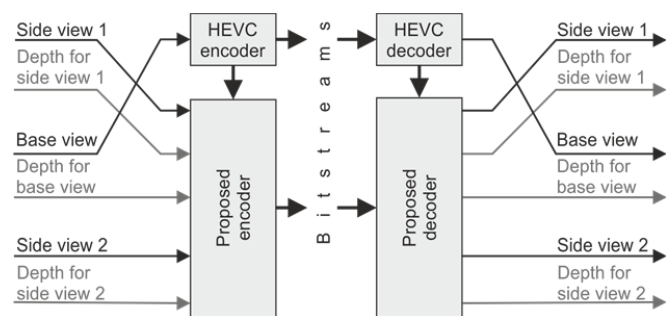 Side view 1
Depth for
side view 1
Base view
Depth for
base view
Side view 2
Depth for
side view 2
HEVC
encoder
Proposed
encoder
Bitstreams
HEVC
decoder
Proposed
decoder
Side view 1
Depth for
side view 1
Base view
Depth for
base view
Side view 2
Depth for
side view 2